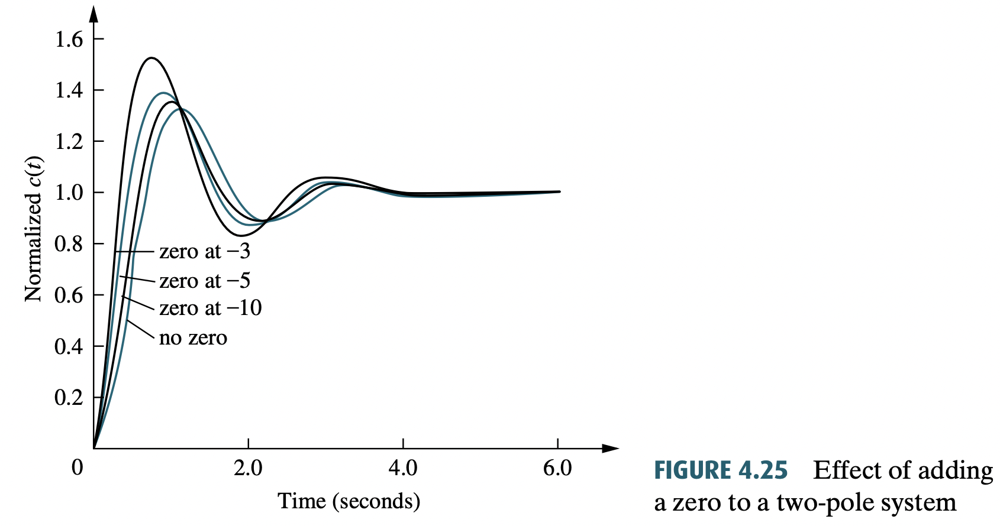 1.6
1.4
1.2
1.0
0.8
0.6
0.4
0.2
0
2.0
4.0
6.0
Normalized c(t)
zero at −3
zero at −5
zero at −10
no zero
Time (seconds)
FIGURE 4.25 Effect of adding
a zero to a two-pole system